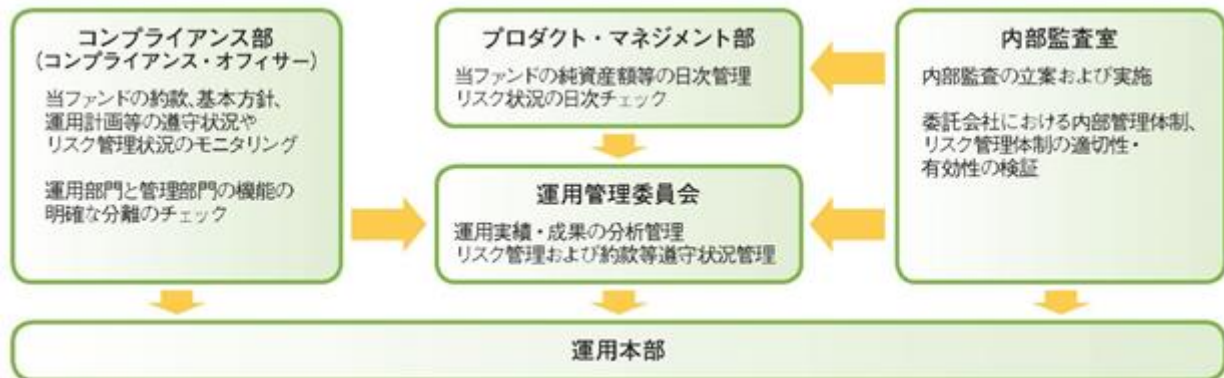 コンプライアンス部
(コンプライアンス・オフィサー)
当ファンドの約款、基本方針、
運用計画等の遵守状況や
リスク管理状況のモニタリング
運用部門と管理部門の機能の
明確な分離のチェック
プロダクト・マネジメント部
当ファンドの純資産額等の日次管理
リスク状況の日次チェック
運用管理委員会
運用実績・成果の分析管理
リスク管理および約款等遵守状況管理
内部監査室
内部監査の立案および実施
委託会社における内部管理体制、
リスク管理体制の適切性・
有効性の検証
運用本部